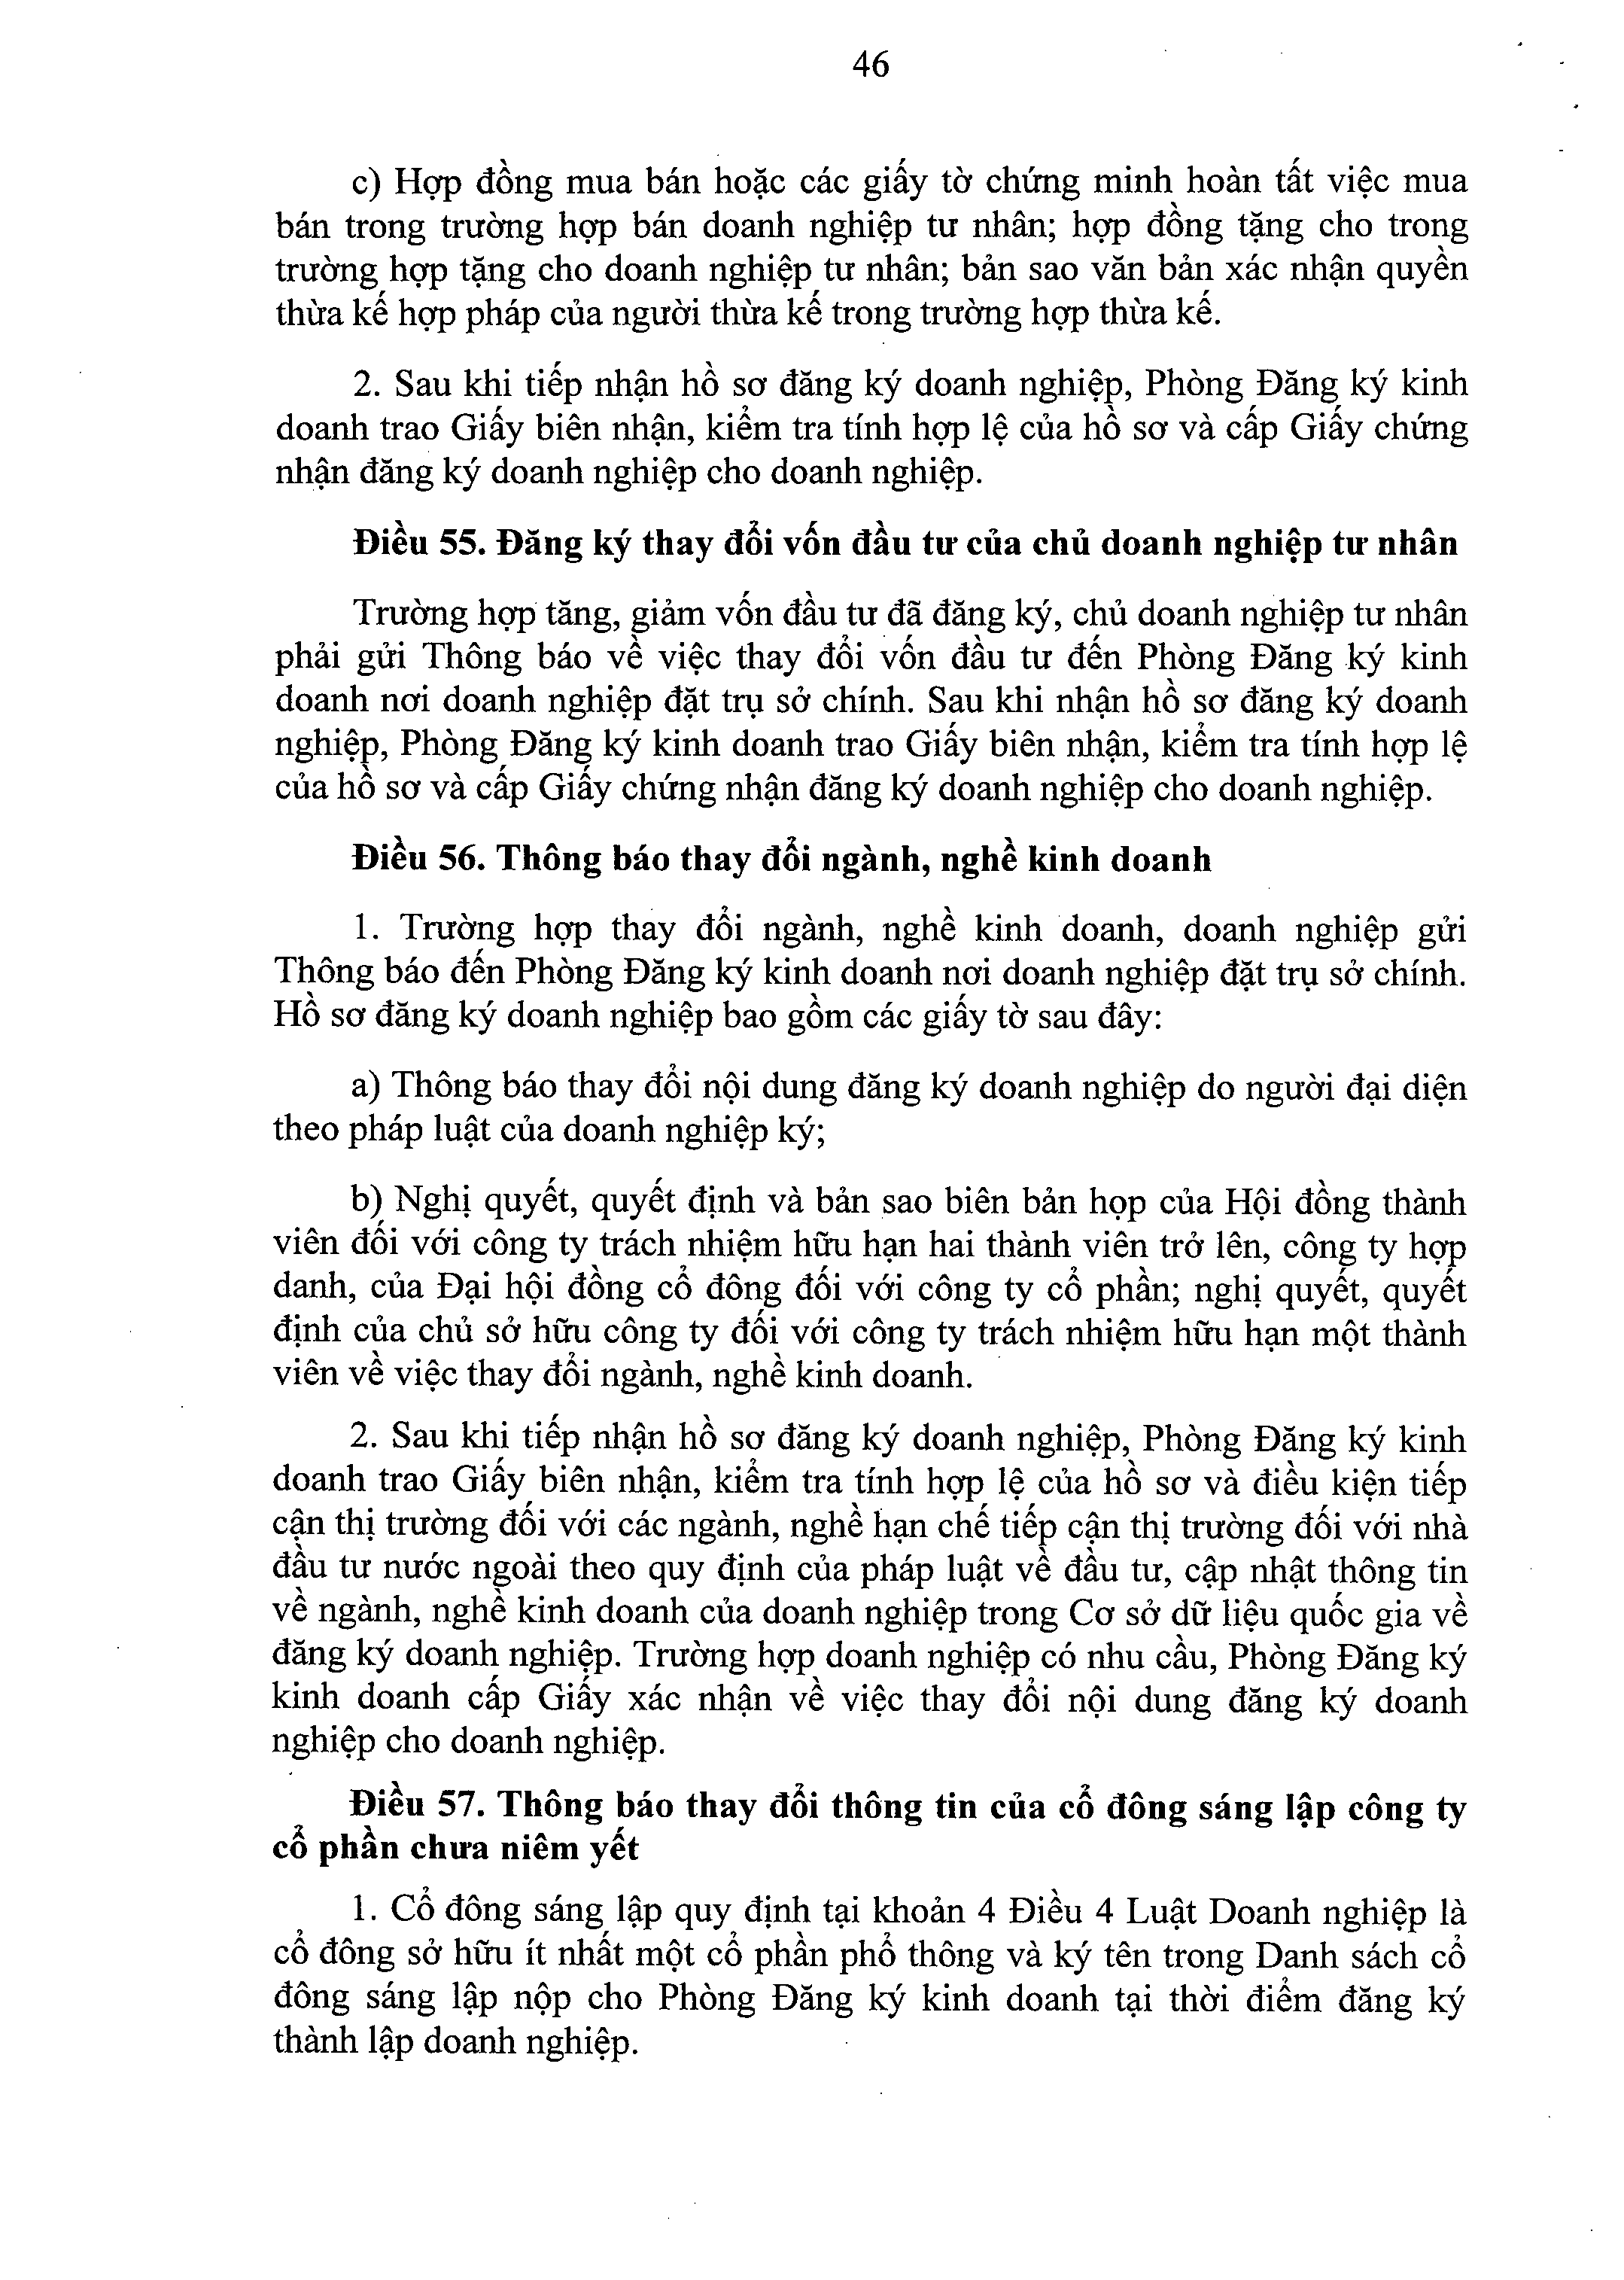 46
c) Hợp đồng mua bán hoặc các giấy tờ chứng minh hoàn tất việc mua
bán trong trường hợp bán doanh nghiệp tư nhân; hợp đồng tặng cho trong
trường hợp tặng cho doanh nghiệp tư nhân; bản sao văn bản xác nhận quyền
thừa kế hợp pháp của người thừa kế trong trường hợp thừa kế.
2. Sau khi tiếp nhận hồ sơ đăng ký doanh nghiệp, Phòng Đăng ký kinh
doanh trao Giấy biên nhận, kiểm tra tính hợp lệ của hồ sơ và cấp Giấy chứng
nhận đăng ký doanh nghiệp cho doanh nghiệp.
Điều 55. Đăng ký thay đổi vốn đầu tư của chủ doanh nghiệp tư nhân
Trường hợp tăng, giảm vốn đầu tư đã đăng ký, chủ doanh nghiệp tư nhân
phải gửi Thông báo về việc thay đổi vốn đầu tư đến Phòng Đăng ký kinh
doanh nơi doanh nghiệp đặt trụ sở chính. Sau khi nhận hồ sơ đăng ký doanh
nghiệp, Phòng Đăng ký kinh doanh trao Giấy biên nhận, kiểm tra tính hợp lệ
của hồ sơ và cấp Giấy chứng nhận đăng ký doanh nghiệp cho doanh nghiệp.
Điều 56. Thông báo thay đổi ngành, nghề kinh doanh
1. Trường hợp thay đổi ngành, nghề kinh doanh, doanh nghiệp gửi
Thông báo đến Phòng Đăng ký kinh doanh nơi doanh nghiệp đặt trụ sở chính.
Hồ sơ đăng ký doanh nghiệp bao gồm các giấy tờ sau đây:
a) Thông báo thay đổi nội dung đăng ký doanh nghiệp do người đại diện
theo pháp luật của doanh nghiệp ký;
b) Nghị quyết, quyết định và bản sao biên bản họp của Hội đồng thành
viên đối với công ty trách nhiệm hữu hạn hai thành viên trở lên, công ty hợp
danh, của Đại hội đồng cổ đông đối với công ty cổ phần; nghị quyết, quyết
định của chủ sở hữu công ty đối với công ty trách nhiệm hữu hạn một thành
viên về việc thay đổi ngành, nghề kinh doanh.
2. Sau khi tiếp nhận hồ sơ đăng ký doanh nghiệp, Phòng Đăng ký kinh
doanh trao Giấy biên nhận, kiểm tra tính hợp lệ của hồ sơ và điều kiện tiếp
cận thị trường đối với các ngành, nghề hạn chế tiếp cận thị trường đối với nhà
đầu tư nước ngoài theo quy định của pháp luật về đầu tư, cập nhật thông tin
về ngành, nghề kinh doanh của doanh nghiệp trong Cơ sở dữ liệu quốc gia về
đăng ký doanh nghiệp. Trường hợp doanh nghiệp có nhu cầu, Phòng Đăng ký
kinh doanh cấp Giấy xác nhận về việc thay đổi nội dung đăng ký doanh
nghiệp cho doanh nghiệp.
Điều 57. Thông báo thay đổi thông tin của cổ đông sáng lập công ty
cổ phần chưa niêm yết
1. Cổ đông sáng lập quy định tại khoản 4 Điều 4 Luật Doanh nghiệp là
cổ đông sở hữu ít nhất một cổ phần phổ thông và ký tên trong Danh sách cổ
đông sáng lập nộp cho Phòng Đăng ký kinh doanh tại thời điểm đăng ký
thành lập doanh nghiệp.